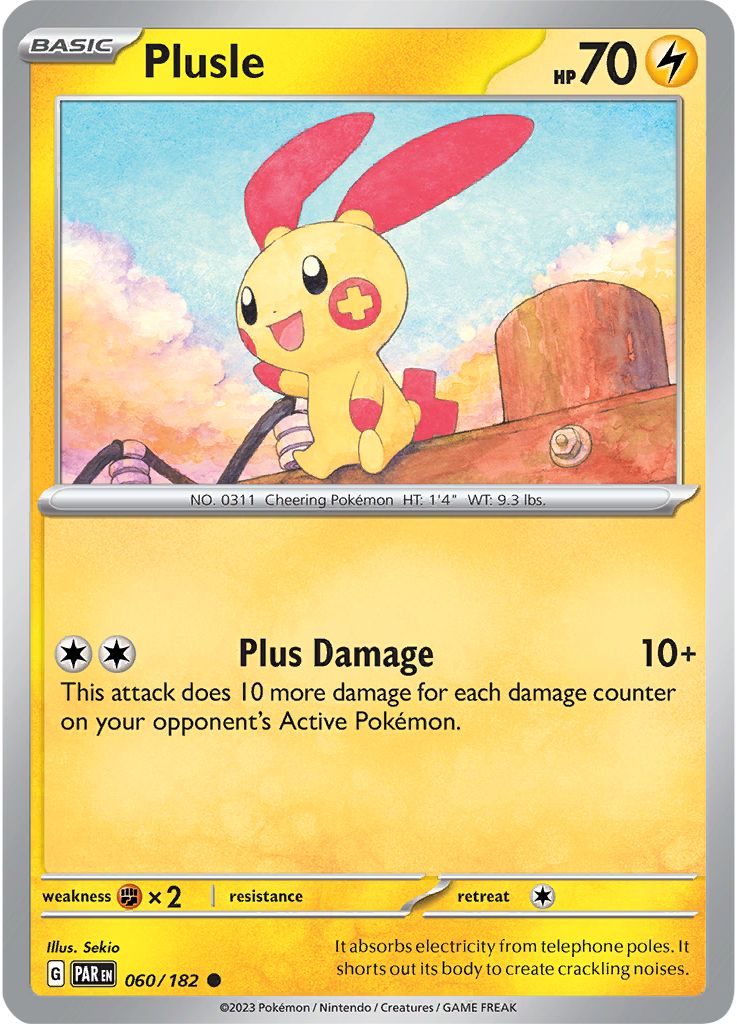 BASIC
Plusle
HP 70
NO. 0311 Cheering Pokémon HT: 1'4" WT: 9.3 lbs.
Plus Damage 10+
This attack does 10 more damage for each damage counter
on your opponent's Active Pokémon.
weakness ×2 resistance retreat
Illus. Sekio
It absorbs electricity from telephone poles. It
shorts out its body to create crackling noises.
G PAR EN 060/182
©2023 Pokémon / Nintendo / Creatures / GAME FREAK